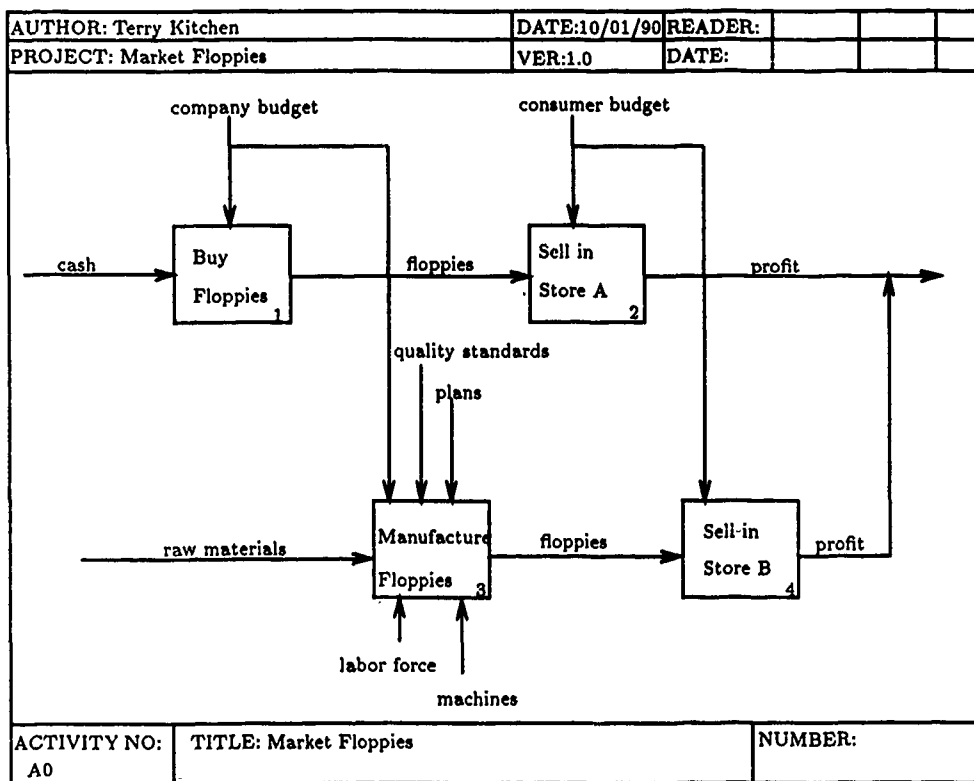 AUTHOR: Terry Kitchen
DATE:10/01/90
READER:
PROJECT: Market Floppies
VER:1.0
DATE:
company budget
consumer budget
cash
Buy
Floppies
1
floppies
Sell in
Store A
2
profit
quality standards
plans
raw materials
Manufacture
Floppies
3
floppies
Sell-in
Store B
4
profit
labor force
machines
ACTIVITY NO:
A0
TITLE: Market Floppies
NUMBER: